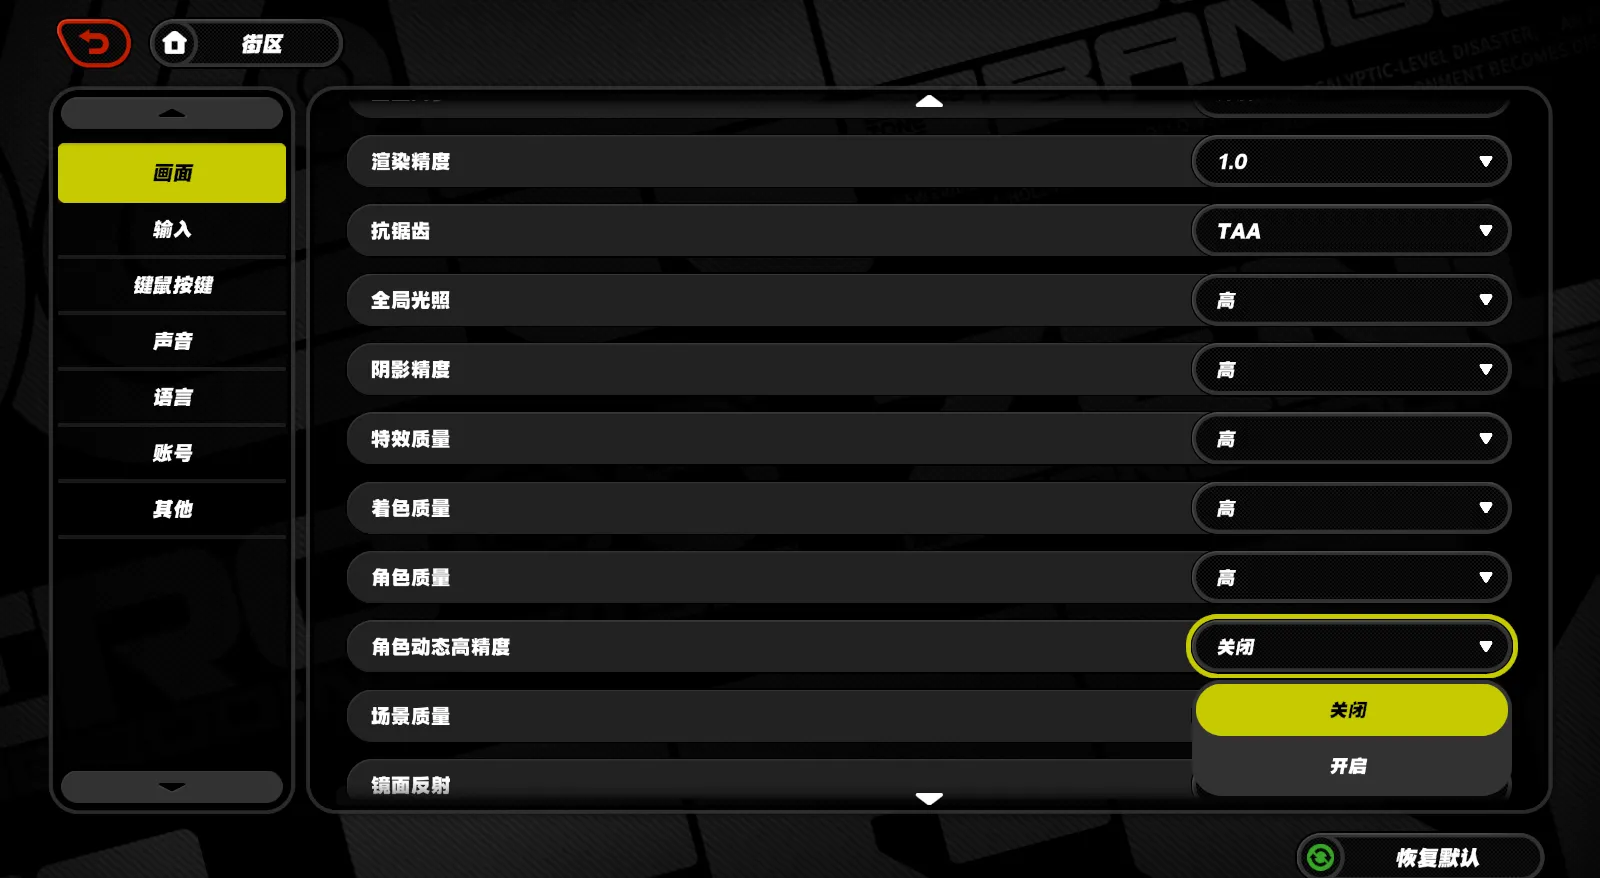 街区
画面
输入
键鼠按键
声音
语言
账号
其他
渲染精度 1.0
抗锯齿 TAA
全局光照 高
阴影精度 高
特效质量 高
着色质量 高
角色质量 高
角色动态高精度 关闭
关闭
开启
场景质量
镜面反射
恢复默认